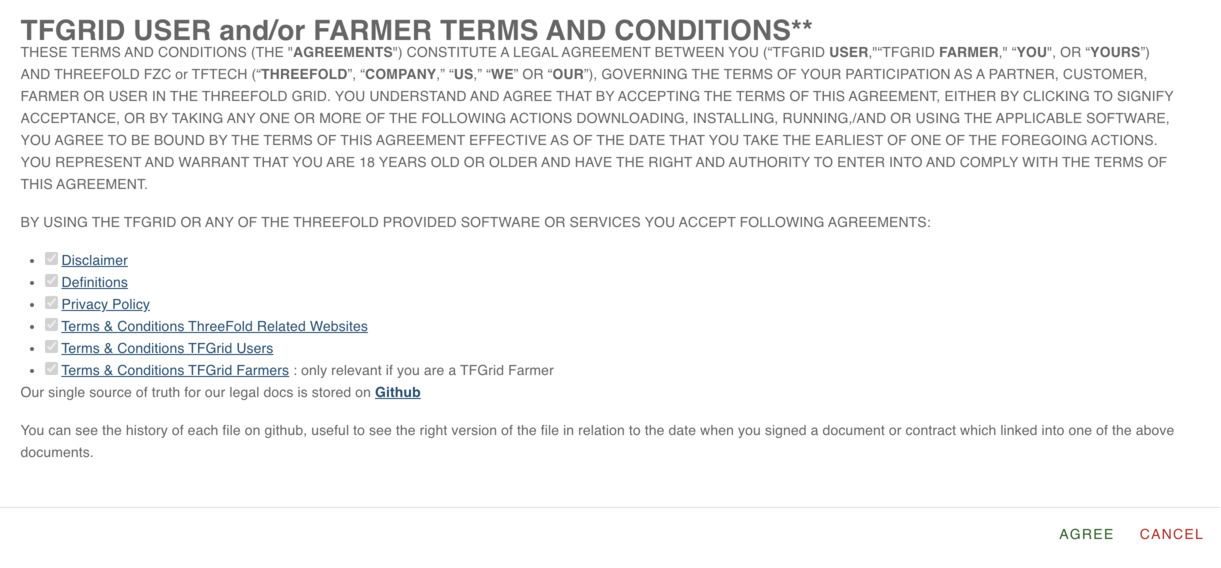 TFGRID USER and/or FARMER TERMS AND CONDITIONS**
THESE TERMS AND CONDITIONS (THE "AGREEMENTS") CONSTITUTE A LEGAL AGREEMENT BETWEEN YOU (“TFGRID USER,"“TFGRID FARMER," “YOU", OR “YOURS”)
AND THREEFOLD FZC or TFTECH (“THREEFOLD”, “COMPANY,” “US,” “WE” OR “OUR”), GOVERNING THE TERMS OF YOUR PARTICIPATION AS A PARTNER, CUSTOMER,
FARMER OR USER IN THE THREEFOLD GRID. YOU UNDERSTAND AND AGREE THAT BY ACCEPTING THE TERMS OF THIS AGREEMENT, EITHER BY CLICKING TO SIGNIFY
ACCEPTANCE, OR BY TAKING ANY ONE OR MORE OF THE FOLLOWING ACTIONS DOWNLOADING, INSTALLING, RUNNING,/AND OR USING THE APPLICABLE SOFTWARE,
YOU AGREE TO BE BOUND BY THE TERMS OF THIS AGREEMENT EFFECTIVE AS OF THE DATE THAT YOU TAKE THE EARLIEST OF ONE OF THE FOREGOING ACTIONS.
YOU REPRESENT AND WARRANT THAT YOU ARE 18 YEARS OLD OR OLDER AND HAVE THE RIGHT AND AUTHORITY TO ENTER INTO AND COMPLY WITH THE TERMS OF
THIS AGREEMENT.
BY USING THE TFGRID OR ANY OF THE THREEFOLD PROVIDED SOFTWARE OR SERVICES YOU ACCEPT FOLLOWING AGREEMENTS:
Disclaimer
Definitions
Privacy Policy
Terms & Conditions ThreeFold Related Websites
Terms & Conditions TFGrid Users
Terms & Conditions TFGrid Farmers : only relevant if you are a TFGrid Farmer
Our single source of truth for our legal docs is stored on Github
You can see the history of each file on github, useful to see the right version of the file in relation to the date when you signed a document or contract which linked into one of the above
documents.
AGREE CANCEL